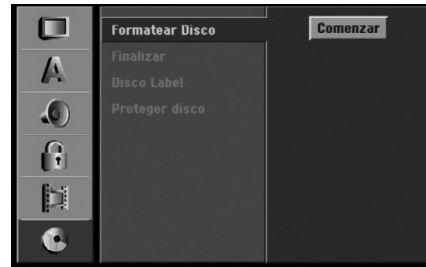 Formatear Disco
Comenzar
Finalizar
Disco Label
Proteger disco